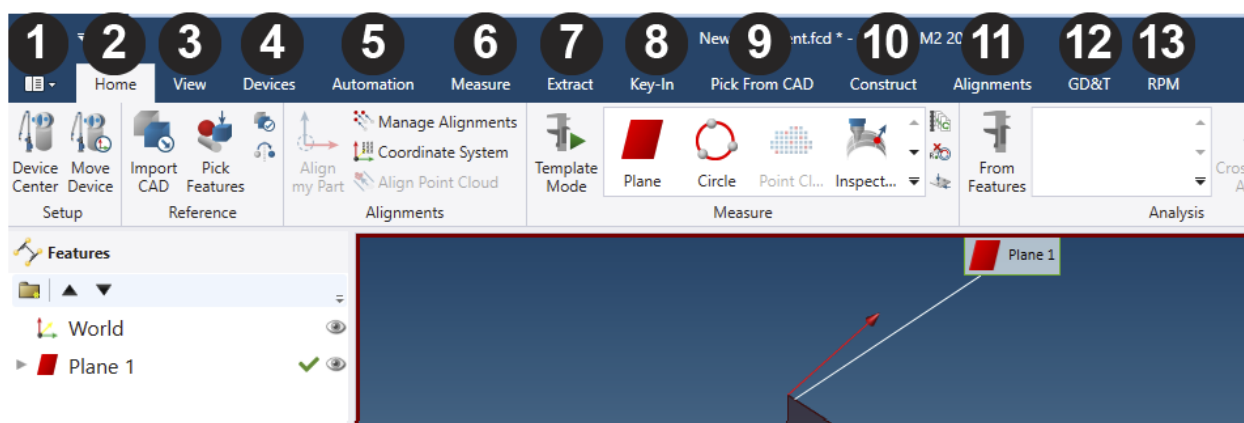 1 2 3 4 5 6 7 8 9 10 11 12 13
New ent.fcd * - M2 20
Home View Devices Automation Measure Extract Key-In Pick From CAD Construct Alignments GD&T RPM
Device Center
Move Device
Import CAD
Pick Features
Align my Part
Manage Alignments
Coordinate System
Align Point Cloud
Template Mode
Plane
Circle
Point Cl...
Inspect...
From Features
Cros
A
Setup Reference Alignments Measure Analysis
Features
Plane 1
World
Plane 1